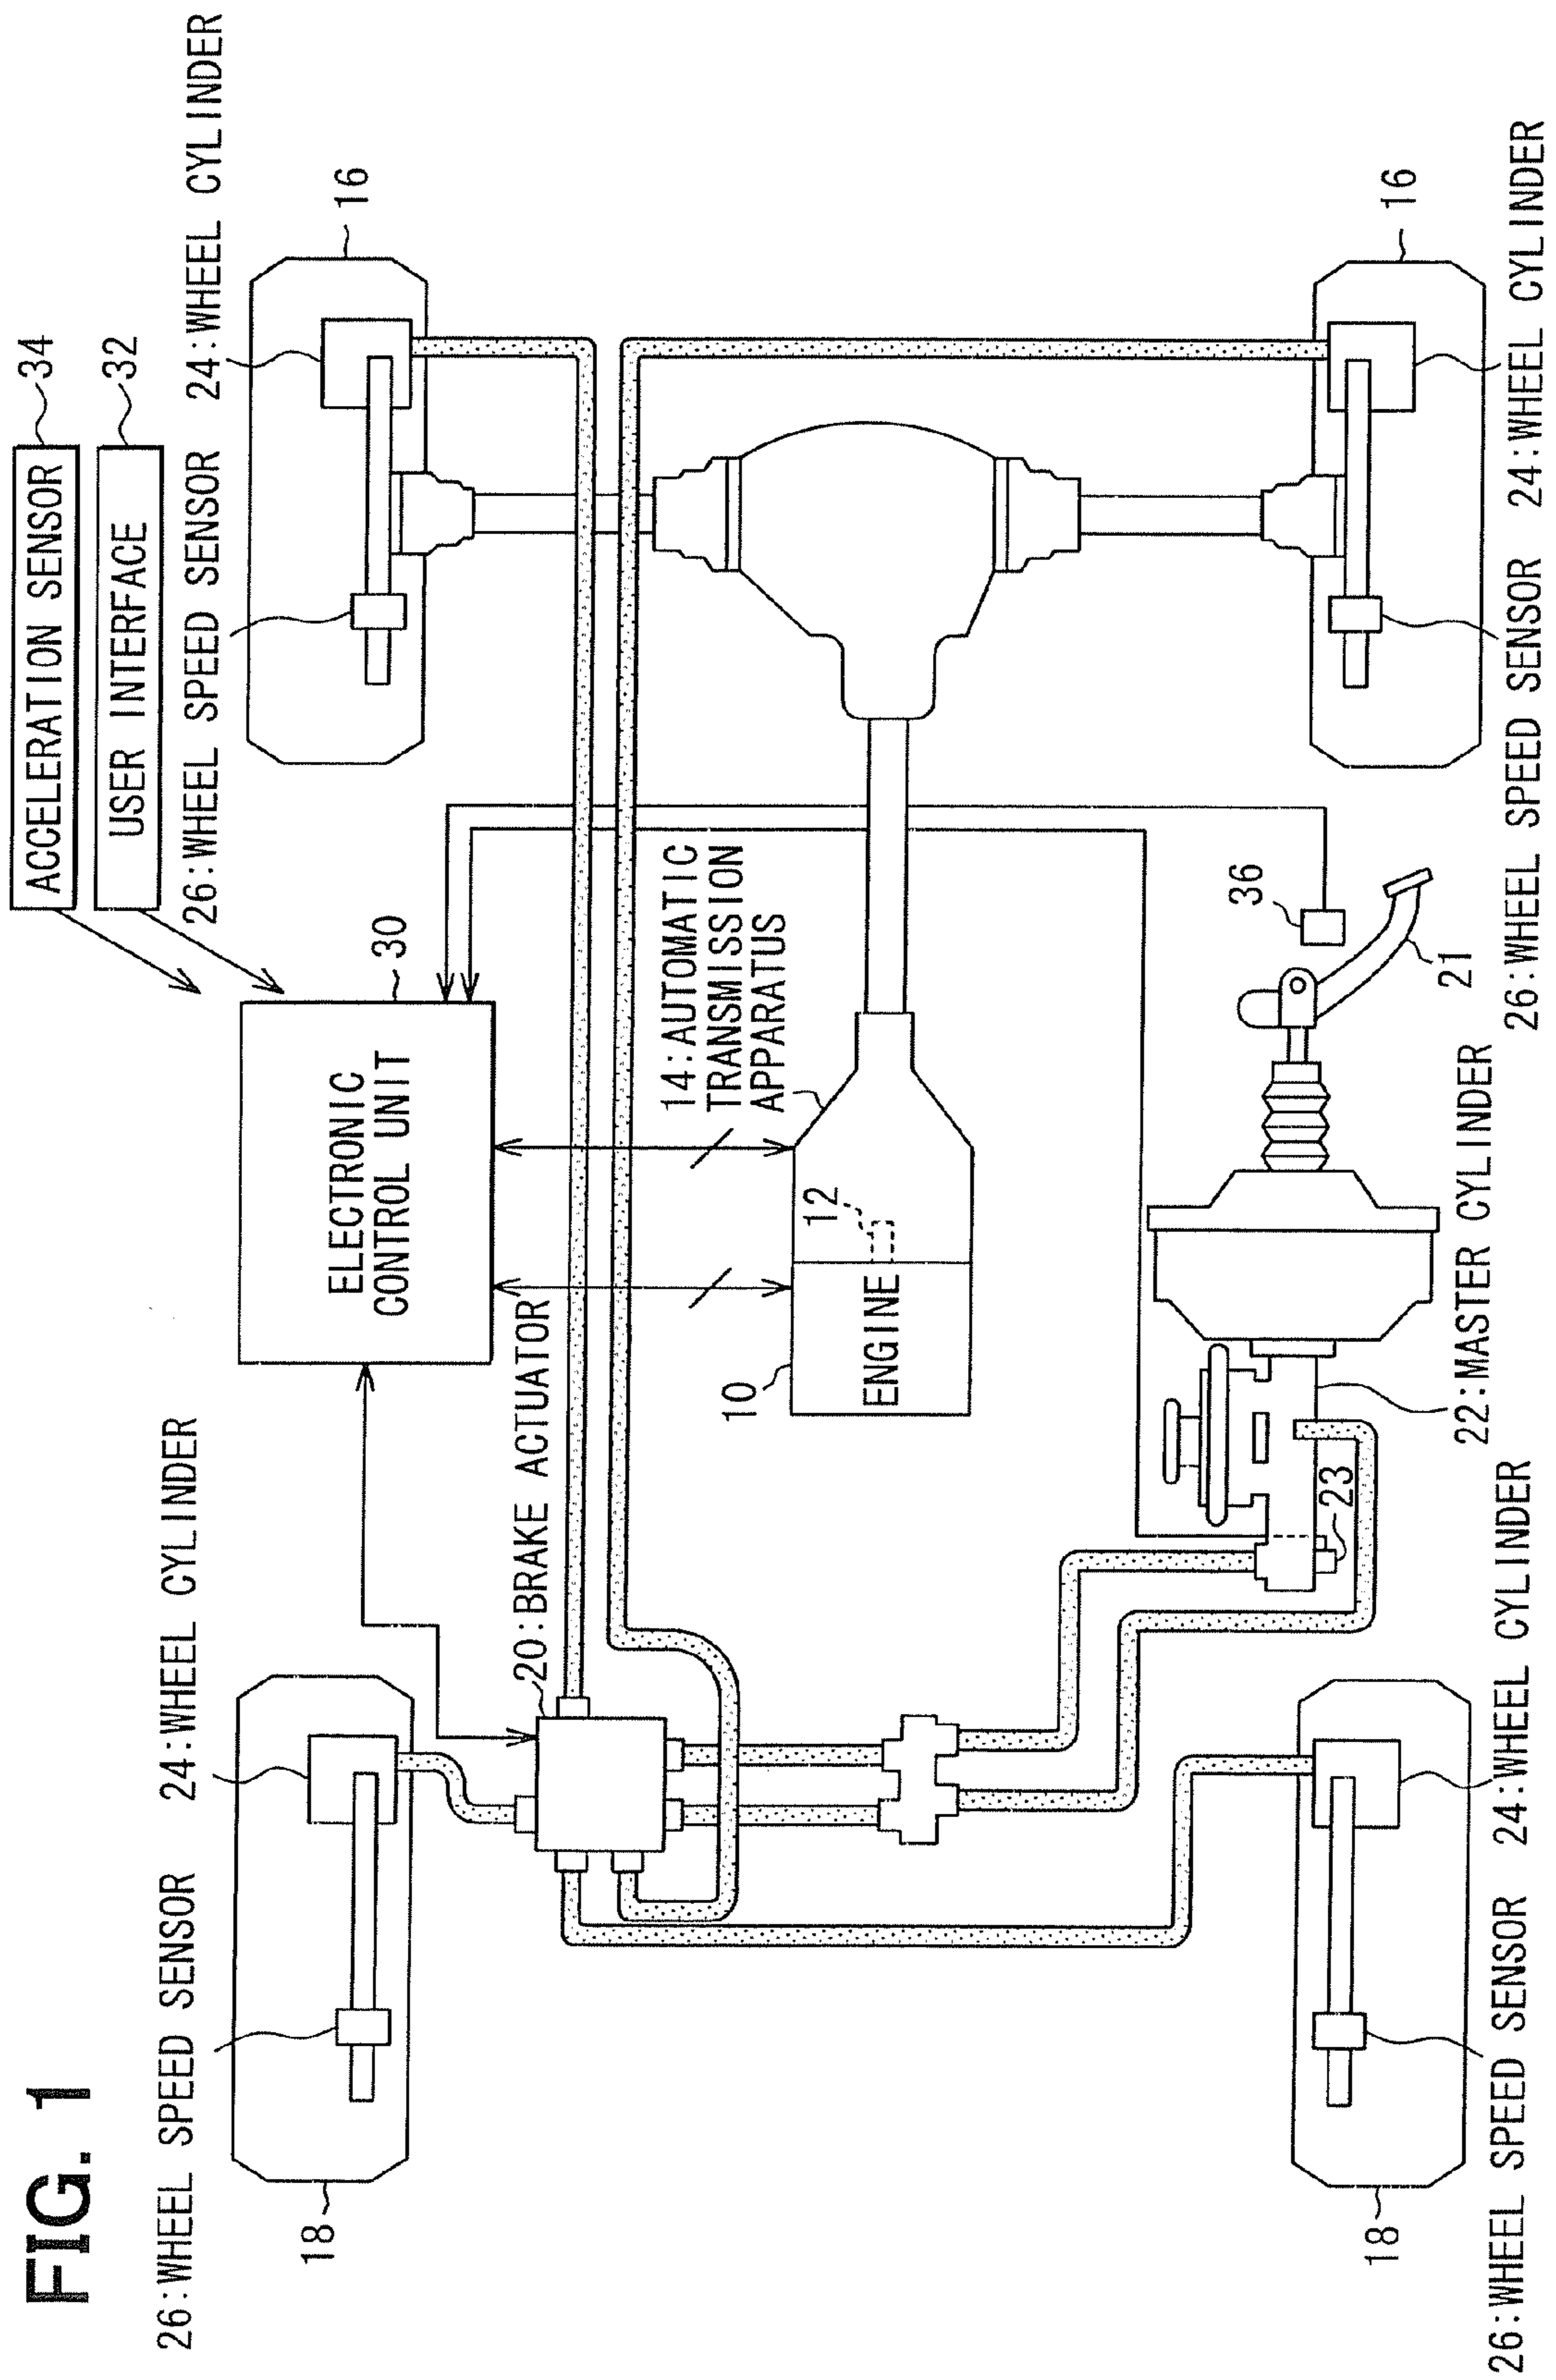 FIG. 1
ACCELERATION SENSOR
34
USER INTERFACE
32
26:WHEEL SPEED SENSOR
24:WHEEL CYLINDER
26:WHEEL SPEED SENSOR
24:WHEEL CYLINDER
18
16
30
ELECTRONIC
CONTROL UNIT
20:BRAKE ACTUATOR
14:AUTOMATIC
TRANSMISSION
APPARATUS
10
12
ENGINE
36
21
23
22:MASTER CYLINDER
18
16
26:WHEEL SPEED SENSOR
24:WHEEL CYLINDER
26:WHEEL SPEED SENSOR
24:WHEEL CYLINDER